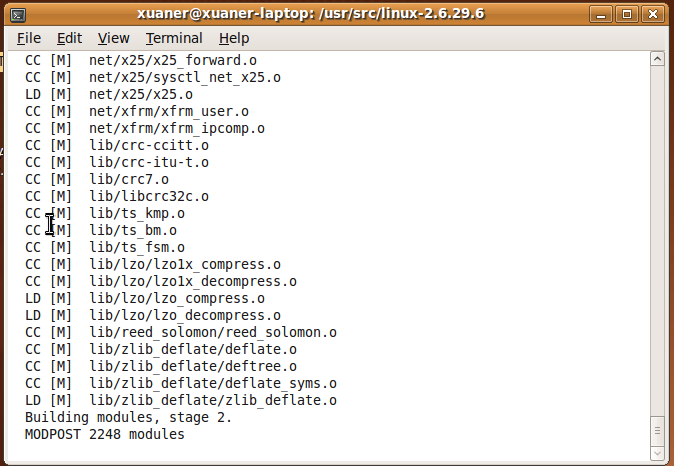 xuaner@xuaner-laptop: /usr/src/linux-2.6.29.6
File Edit View Terminal Help
CC [M] net/x25/x25_forward.o
CC [M] net/x25/sysctl_net_x25.o
LD [M] net/x25/x25.o
CC [M] net/xfrm/xfrm_user.o
CC [M] net/xfrm/xfrm_ipcomp.o
CC [M] lib/crc-ccitt.o
CC [M] lib/crc-itu-t.o
CC [M] lib/crc7.o
CC [M] lib/libcrc32c.o
CC [M] lib/ts_kmp.o
CC [M] lib/ts_bm.o
CC [M] lib/ts_fsm.o
CC [M] lib/lzo/lzo1x_compress.o
CC [M] lib/lzo/lzo1x_decompress.o
LD [M] lib/lzo/lzo_compress.o
LD [M] lib/lzo/lzo_decompress.o
CC [M] lib/reed_solomon/reed_solomon.o
CC [M] lib/zlib_deflate/deflate.o
CC [M] lib/zlib_deflate/deftree.o
CC [M] lib/zlib_deflate/deflate_syms.o
LD [M] lib/zlib_deflate/zlib_deflate.o
Building modules, stage 2.
MODPOST 2248 modules